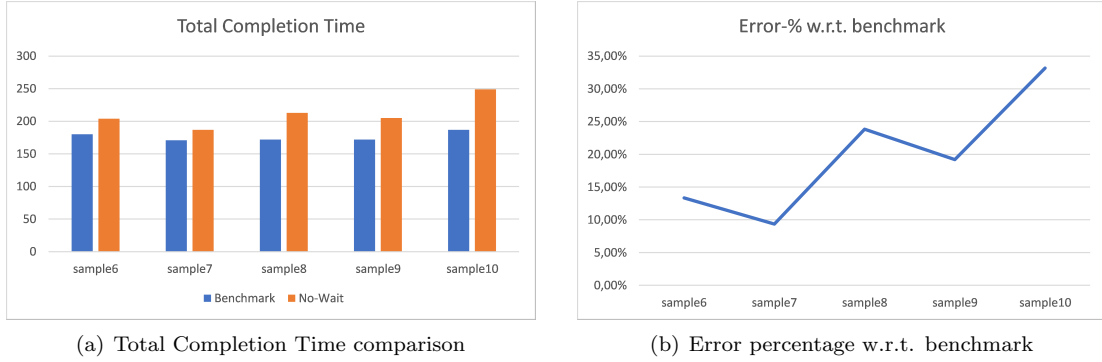 Total Completion Time
300
250
200
150
100
50
0
sample6 sample7 sample8 sample9 sample10
Benchmark No-Wait
(a) Total Completion Time comparison
Error-% w.r.t. benchmark
35,00%
30,00%
25,00%
20,00%
15,00%
10,00%
5,00%
0,00%
sample6 sample7 sample8 sample9 sample10
(b) Error percentage w.r.t. benchmark